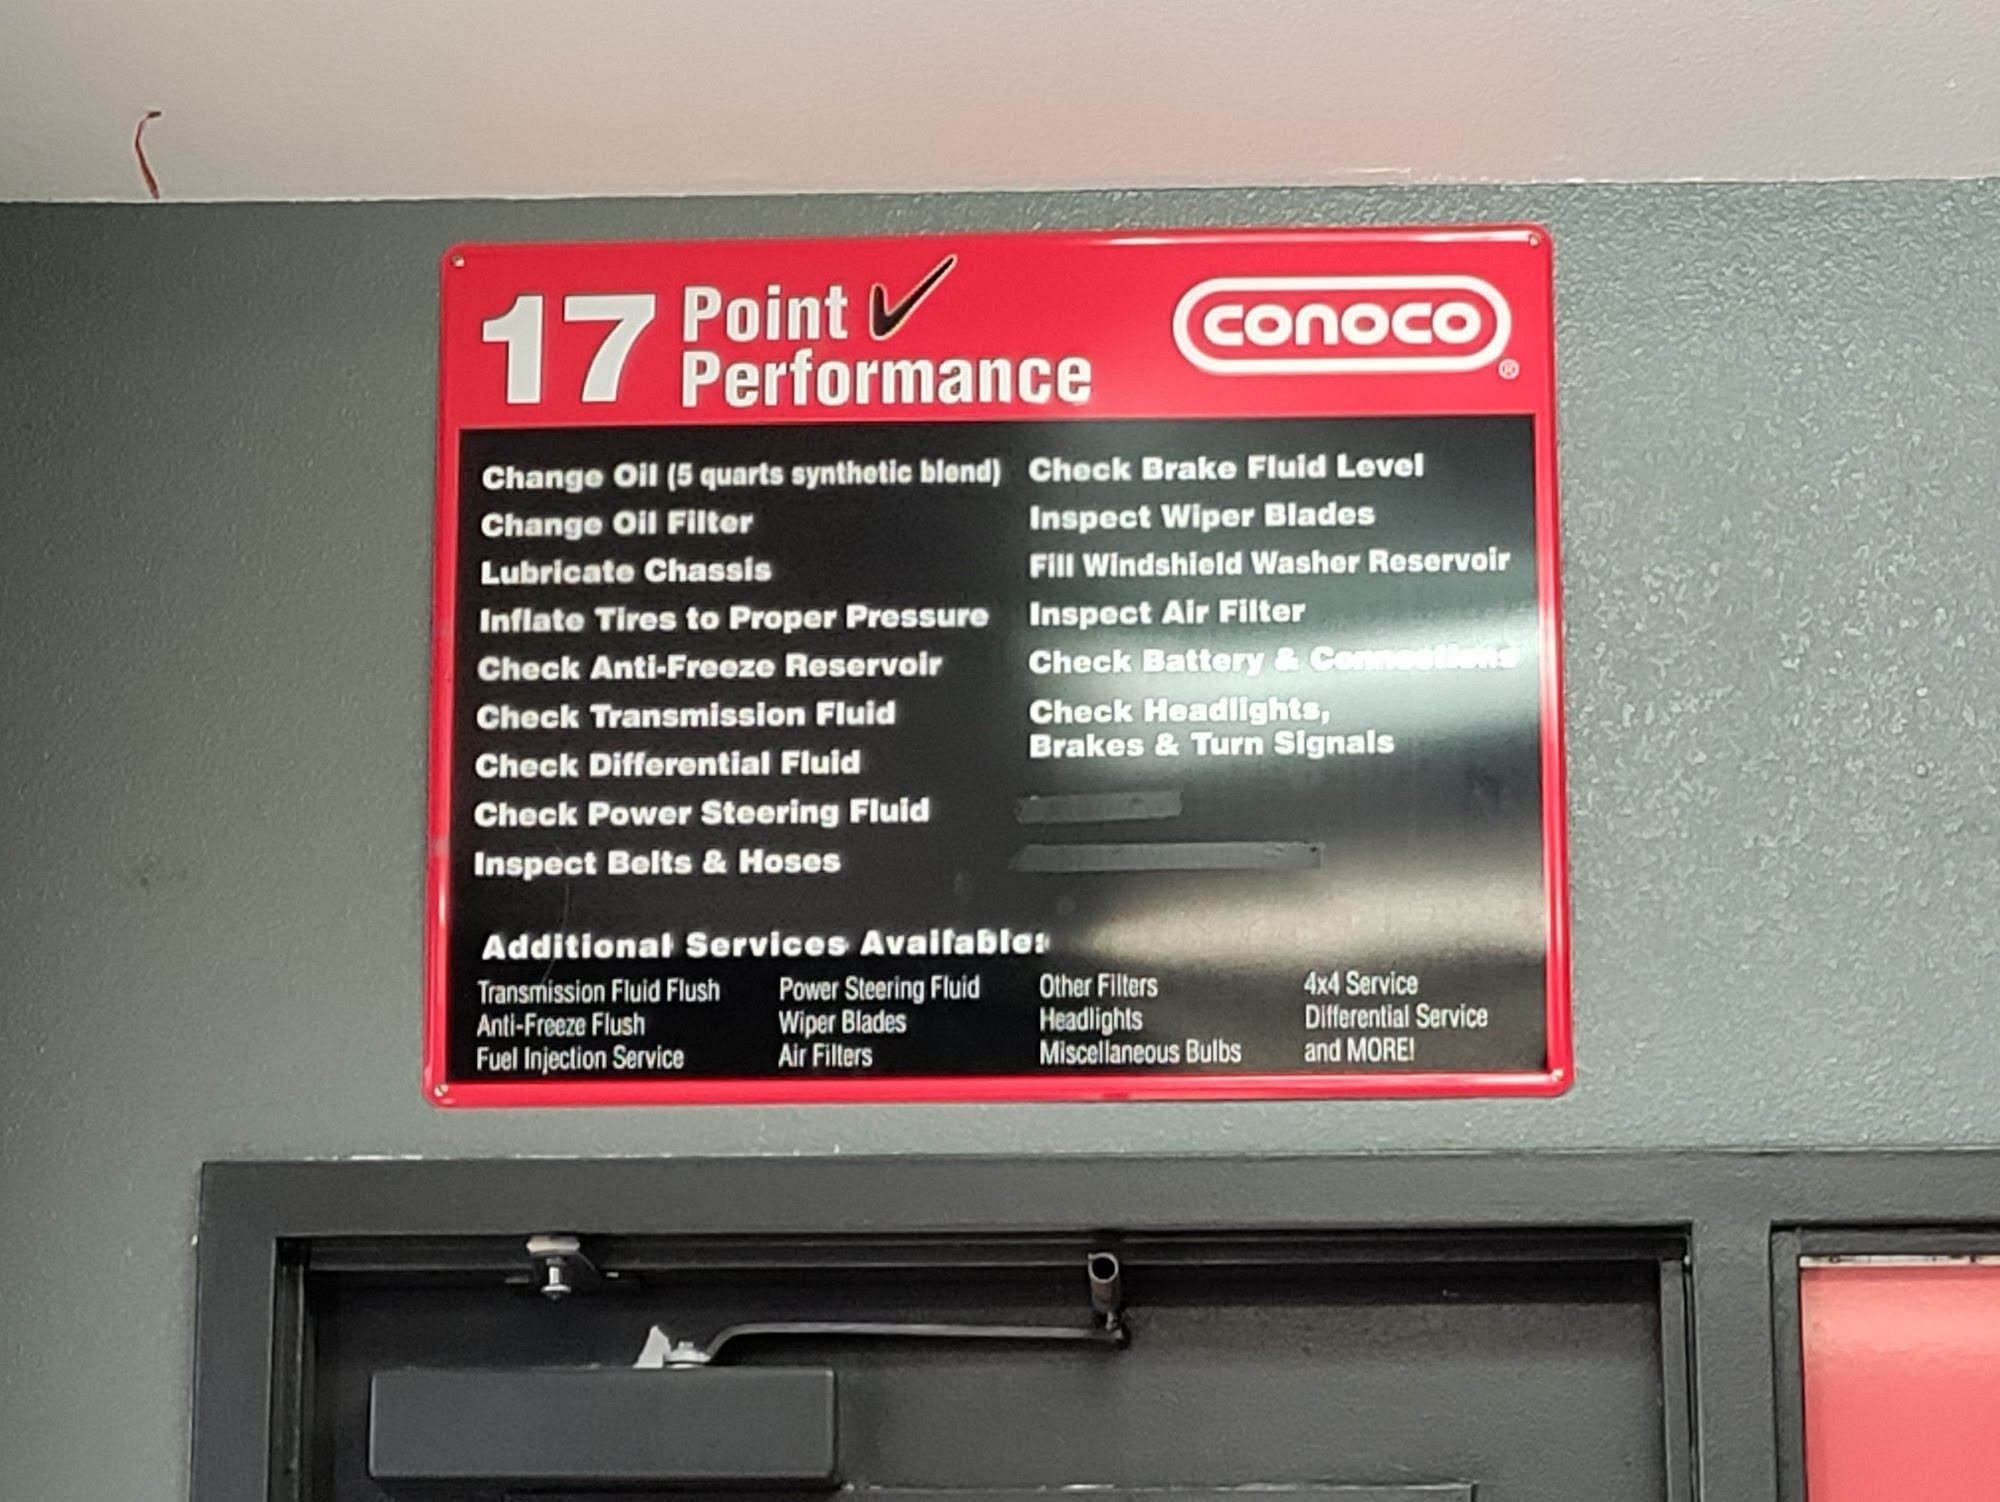 17 Point
Performance
CONOCO
®
Change Oil (5 quarts synthetic blend)
Change Oil Filter
Lubricate Chassis
Inflate Tires to Proper Pressure
Check Anti-Freeze Reservoir
Check Transmission Fluid
Check Differential Fluid
Check Power Steering Fluid
Inspect Belts & Hoses
Check Brake Fluid Level
Inspect Wiper Blades
Fill Windshield Washer Reservoir
Inspect Air Filter
Check Battery & Connections
Check Headlights,
Brakes & Turn Signals
Additional Services Available:
Transmission Fluid Flush
Anti-Freeze Flush
Fuel Injection Service
Power Steering Fluid
Wiper Blades
Air Filters
Other Filters
Headlights
Miscellaneous Bulbs
4x4 Service
Differential Service
and MORE!